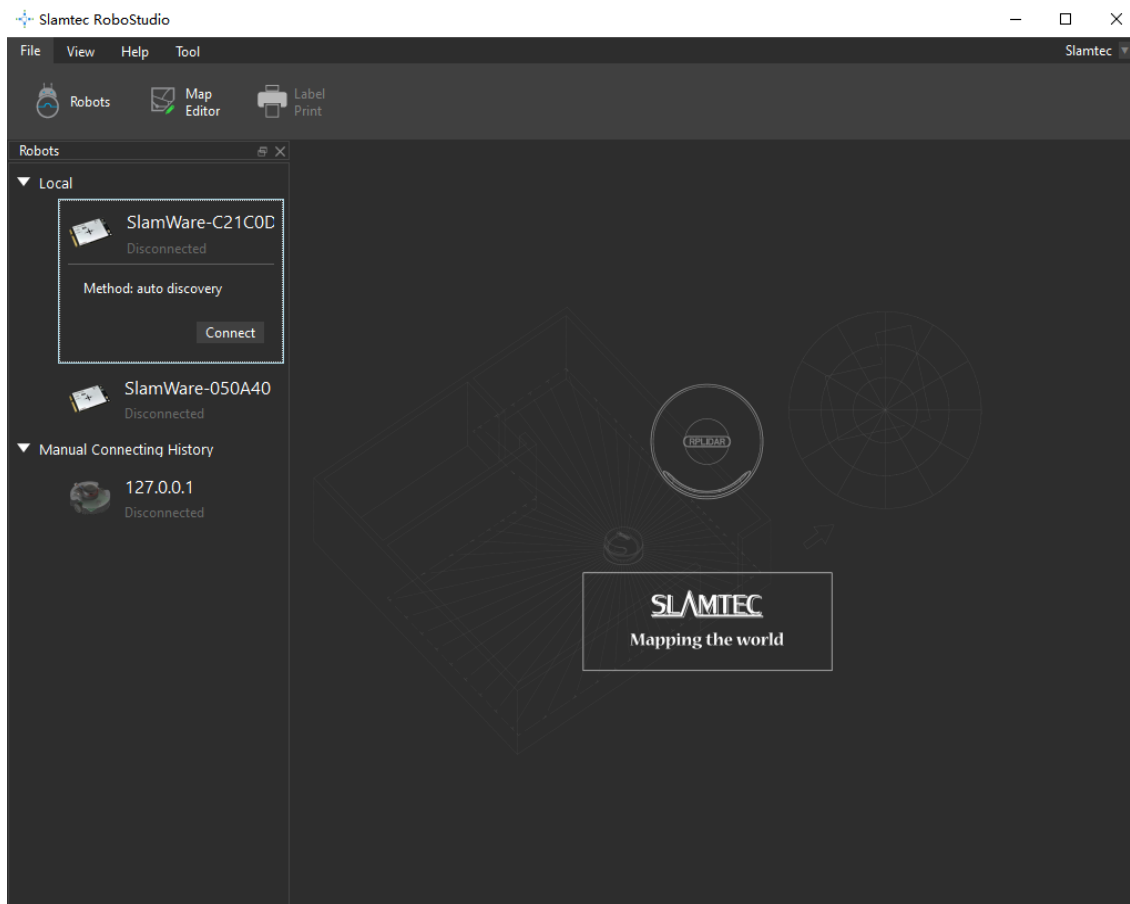 Slamtec RoboStudio
File View Help Tool Slamtec
Robots
Map
Editor
Label
Print
Robots
Local
SlamWare-C21C0D
Disconnected
Method: auto discovery
Connect
SlamWare-050A40
Disconnected
Manual Connecting History
127.0.0.1
Disconnected
RPLIDAR
SLAMTEC
Mapping the world